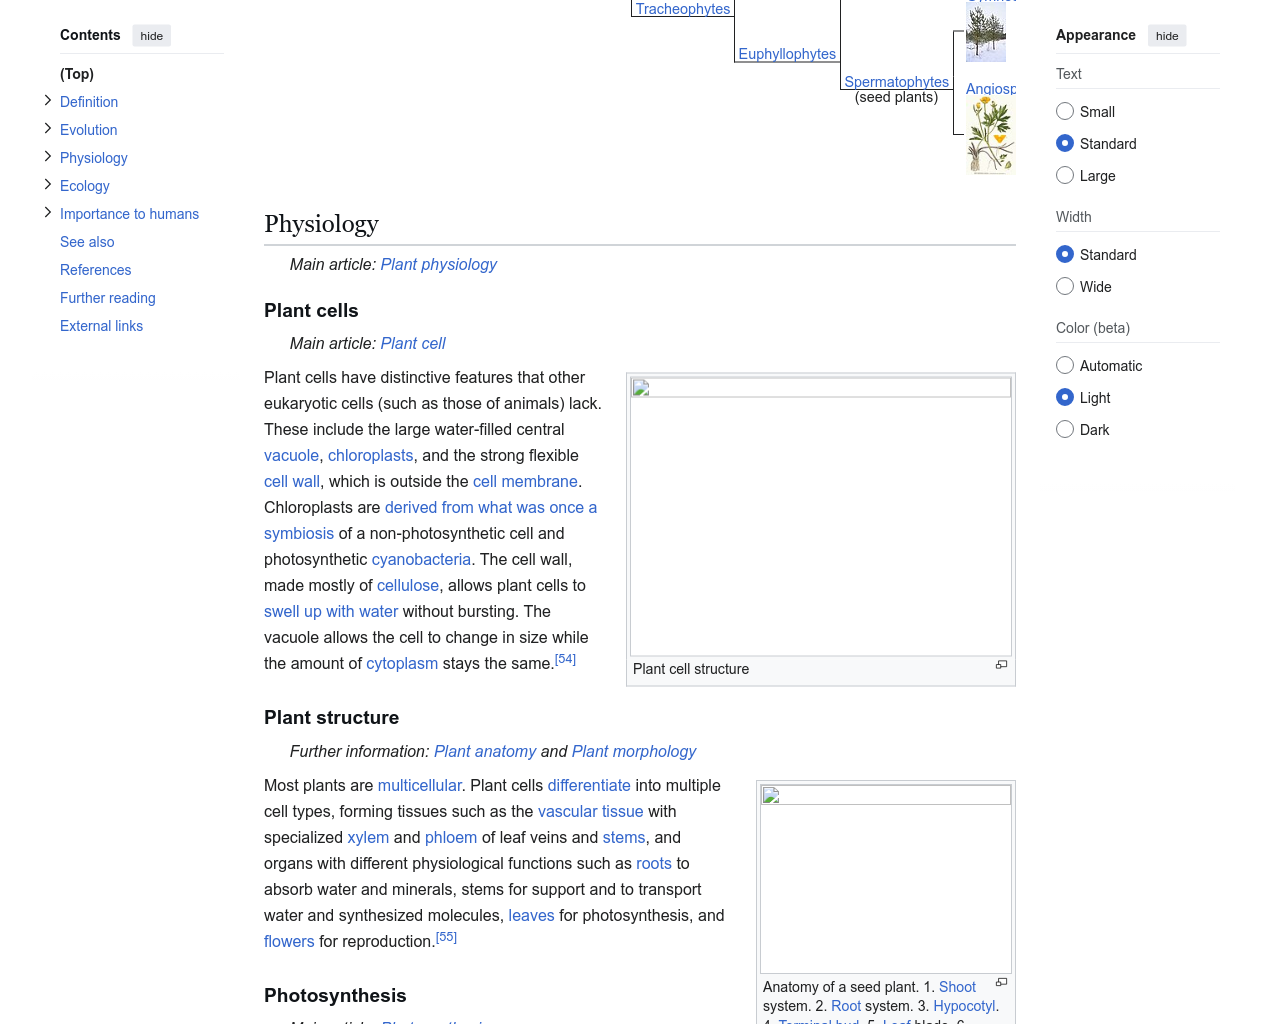 Contents hide
(Top)
Definition
Evolution
Physiology
Ecology
Importance to humans
See also
References
Further reading
External links
Tracheophytes
Euphyllophytes
Spermatophytes
(seed plants)
Angiosp
Physiology
Main article: Plant physiology
Plant cells
Main article: Plant cell
Plant cells have distinctive features that other
eukaryotic cells (such as those of animals) lack.
These include the large water-filled central
vacuole, chloroplasts, and the strong flexible
cell wall, which is outside the cell membrane.
Chloroplasts are derived from what was once a
symbiosis of a non-photosynthetic cell and
photosynthetic cyanobacteria. The cell wall,
made mostly of cellulose, allows plant cells to
swell up with water without bursting. The
vacuole allows the cell to change in size while
the amount of cytoplasm stays the same.[54]
Plant cell structure
Plant structure
Further information: Plant anatomy and Plant morphology
Most plants are multicellular. Plant cells differentiate into multiple
cell types, forming tissues such as the vascular tissue with
specialized xylem and phloem of leaf veins and stems, and
organs with different physiological functions such as roots to
absorb water and minerals, stems for support and to transport
water and synthesized molecules, leaves for photosynthesis, and
flowers for reproduction.[55]
Anatomy of a seed plant. 1. Shoot
system. 2. Root system. 3. Hypocotyl.
4. Terminal bud. 5. Leaf blade. 6.
Photosynthesis
Main article: Photosynthesis
Appearance hide
Text
Small
Standard
Large
Width
Standard
Wide
Color (beta)
Automatic
Light
Dark